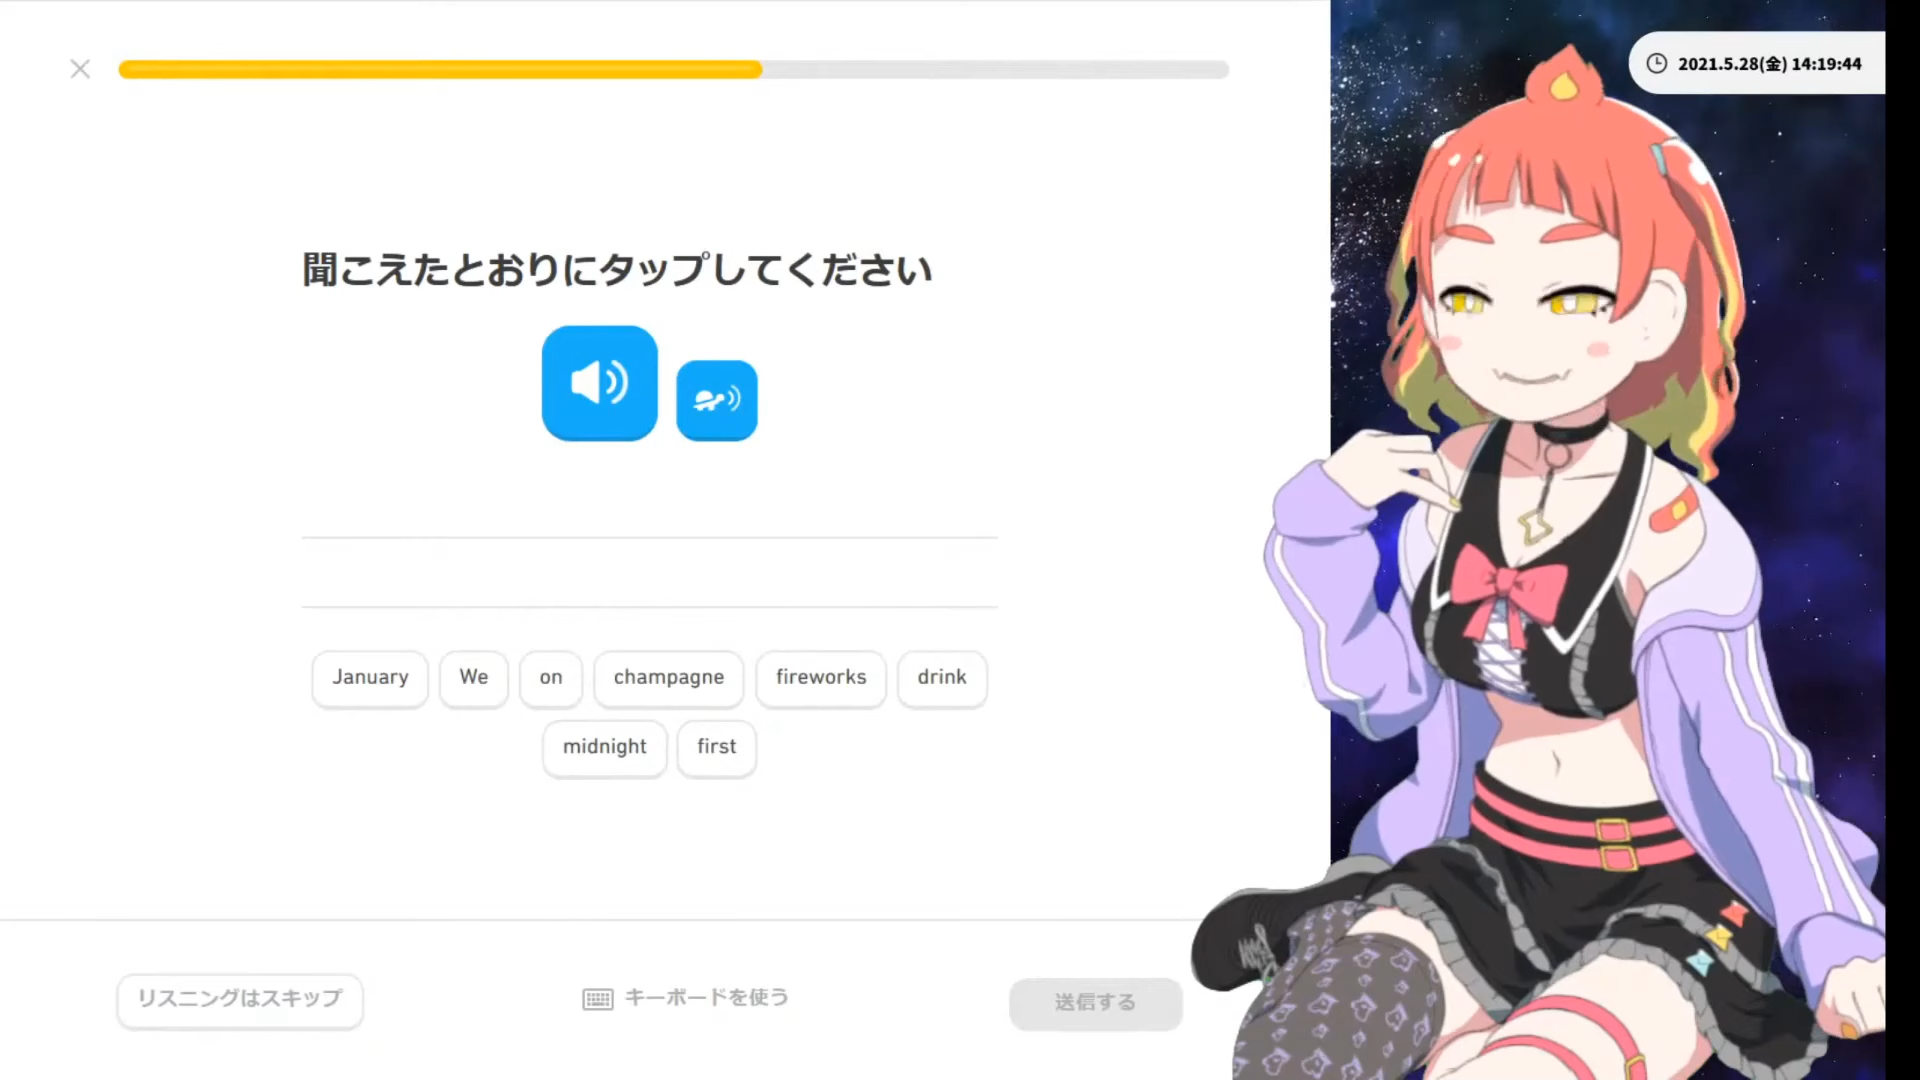 2021.5.28(金) 14:19:44
聞こえたとおりにタップしてください
January We on champagne fireworks drink
midnight first
リスニングはスキップ キーボードを使う 送信する